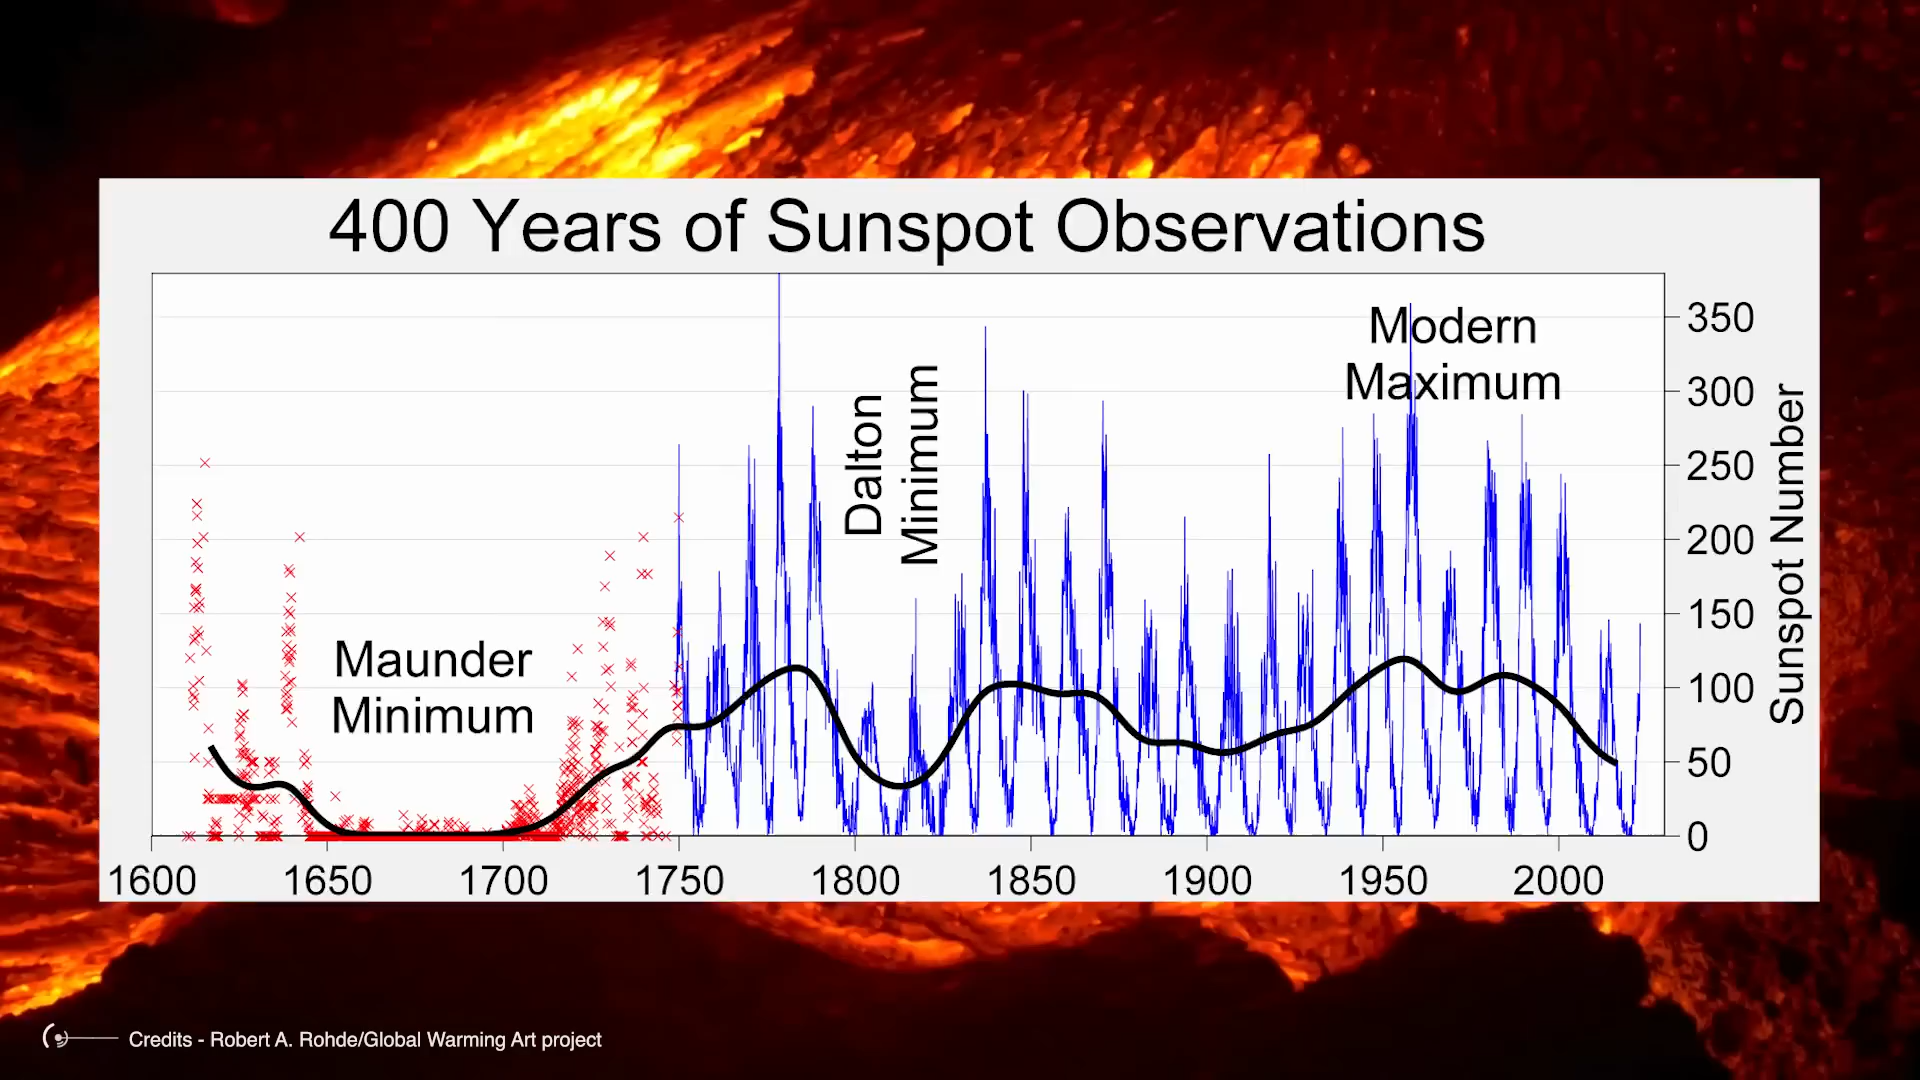 400 Years of Sunspot Observations
Maunder
Minimum
Dalton
Minimum
Modern
Maximum
350
300
250
200
150
100
50
0
Sunspot Number
1600
1650
1700
1750
1800
1850
1900
1950
2000
Credits - Robert A. Rohde/Global Warming Art project